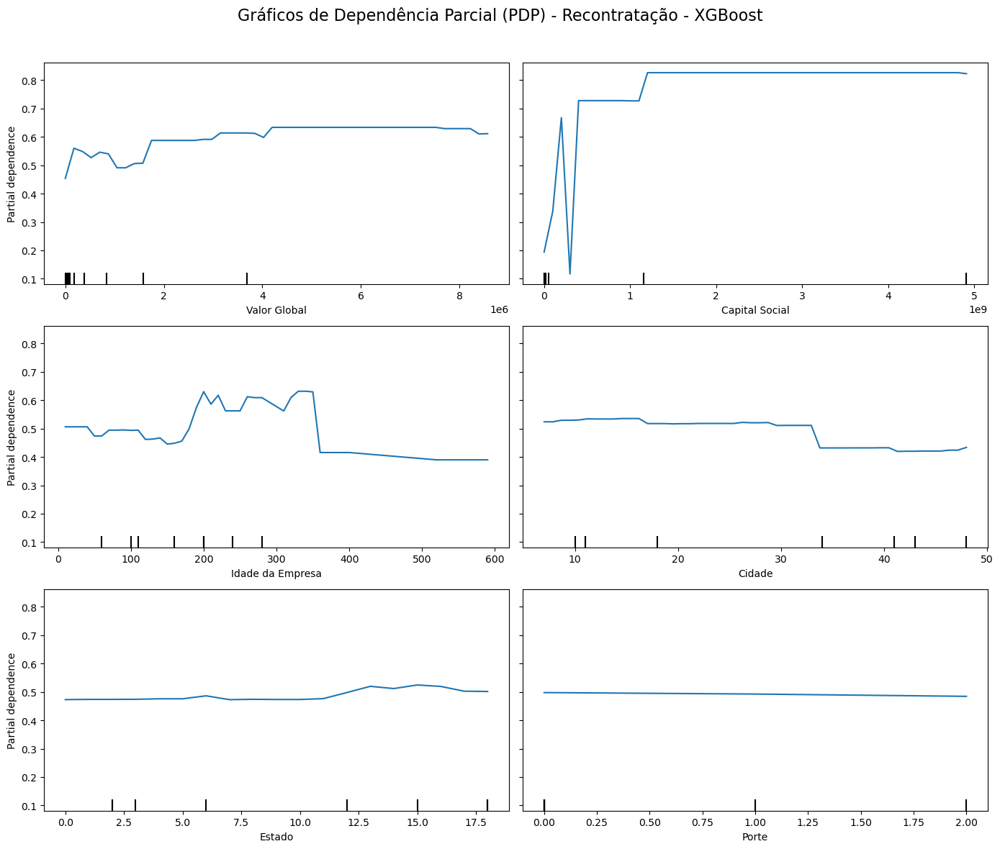 Gráficos de Dependência Parcial (PDP) - Recontratação - XGBoost
Partial dependence
0.8
0.7
0.6
0.5
0.4
0.3
0.2
0.1
0 2 4 6 8
1e6
Valor Global
0 1 2 3 4 5
1e9
Capital Social
Partial dependence
0.8
0.7
0.6
0.5
0.4
0.3
0.2
0.1
0 100 200 300 400 500 600
Idade da Empresa
10 20 30 40 50
Cidade
Partial dependence
0.8
0.7
0.6
0.5
0.4
0.3
0.2
0.1
0.0 2.5 5.0 7.5 10.0 12.5 15.0 17.5
Estado
0.00 0.25 0.50 0.75 1.00 1.25 1.50 1.75 2.00
Porte